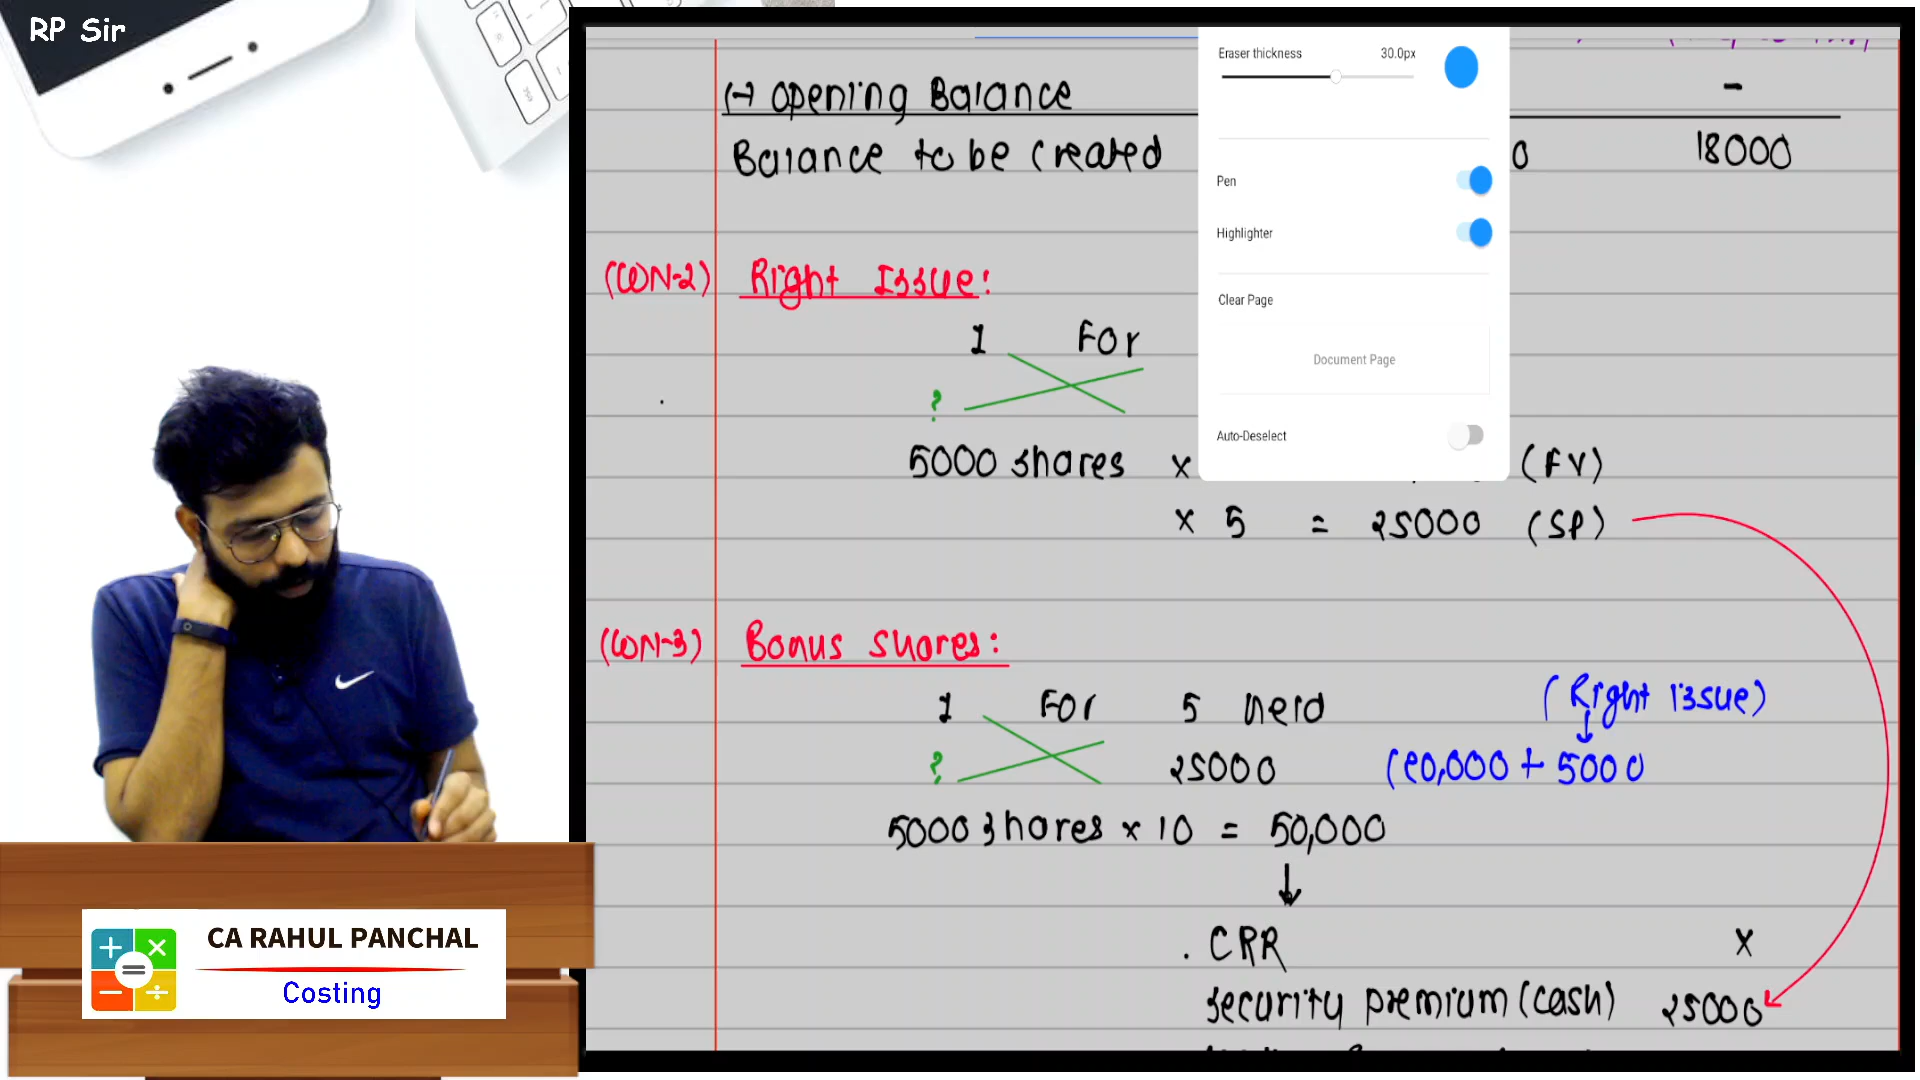 RP Sir
Eraser thickness 30.0px
(-) Opening Balance -
Balance to be created 0 18000
Pen
Highlighter
(WN-2) Right Issue:
Clear Page
1 For
Document Page
?
Auto-Deselect
5000 shares x (FV)
x 5 = 25000 (SP)
(WN-3) Bonus Shares:
1 For 5 held (Right issue)
? 25000 (20,000 + 5000
5000 shares x 10 = 50,000
CRR x
Security premium (cash) 25000
CA RAHUL PANCHAL
Costing